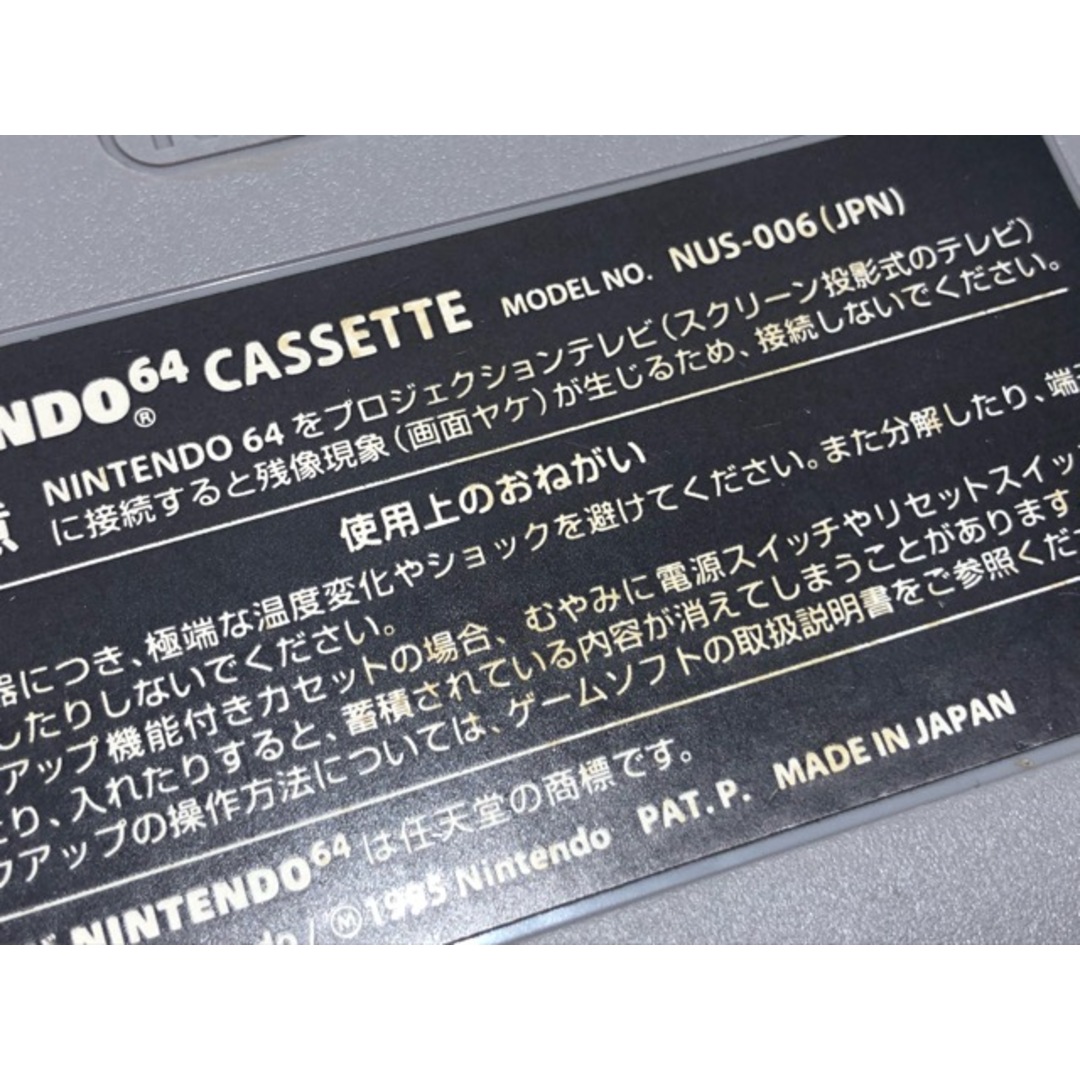 NDO64® CASSETTE MODEL NO. NUS-006(JPN)
NINTENDO 64 をプロジェクションテレビ(スクリーン投影式のテレビ)
に接続すると残像現象(画面ヤケ)が生じるため、接続しないでください。
使用上のおねがい
器につき、極端な温度変化やショックを避けてください。また分解したり、端子
したりしないでください。
アップ機能付きカセットの場合、むやみに電源スイッチやリセットスイッ
り、入れたりすると、蓄積されている内容が消えてしまうことがあります
クアップの操作方法については、ゲームソフトの取扱説明書をご参照くだ
NINTENDO64 は任天堂の商標です。
ndo / Ⓜ1995 Nintendo PAT. P. MADE IN JAPAN